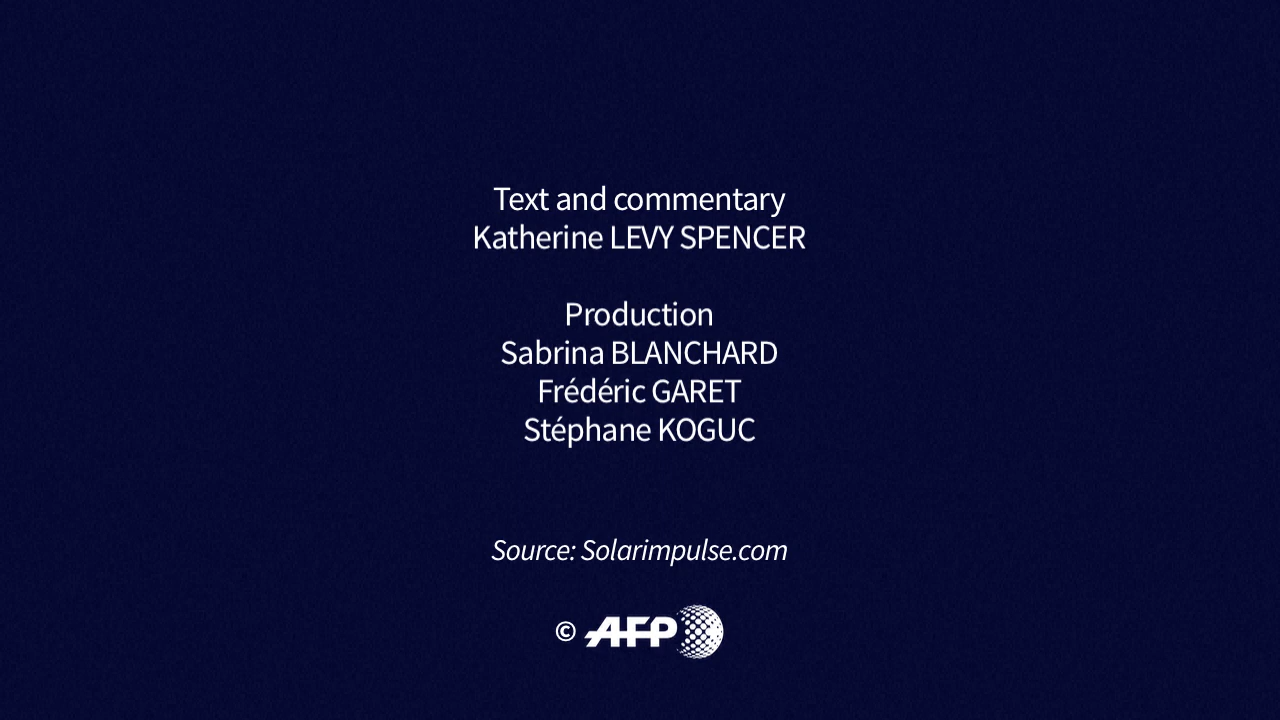 Text and commentary
Katherine LEVY SPENCER
Production
Sabrina BLANCHARD
Frédéric GARET
Stéphane KOGUC
Source: Solarimpulse.com
© AFP